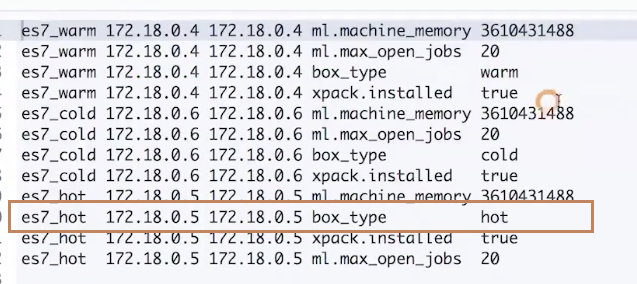 es7_warm 172.18.0.4 172.18.0.4 ml.machine_memory 3610431488
es7_warm 172.18.0.4 172.18.0.4 ml.max_open_jobs 20
es7_warm 172.18.0.4 172.18.0.4 box_type warm
es7_warm 172.18.0.4 172.18.0.4 xpack.installed true
es7_cold 172.18.0.6 172.18.0.6 ml.machine_memory 3610431488
es7_cold 172.18.0.6 172.18.0.6 ml.max_open_jobs 20
es7_cold 172.18.0.6 172.18.0.6 box_type cold
es7_cold 172.18.0.6 172.18.0.6 xpack.installed true
es7_hot 172.18.0.5 172.18.0.5 ml.machine_memory 3610431488
es7_hot 172.18.0.5 172.18.0.5 box_type hot
es7_hot 172.18.0.5 172.18.0.5 xpack.installed true
es7_hot 172.18.0.5 172.18.0.5 ml.max_open_jobs 20